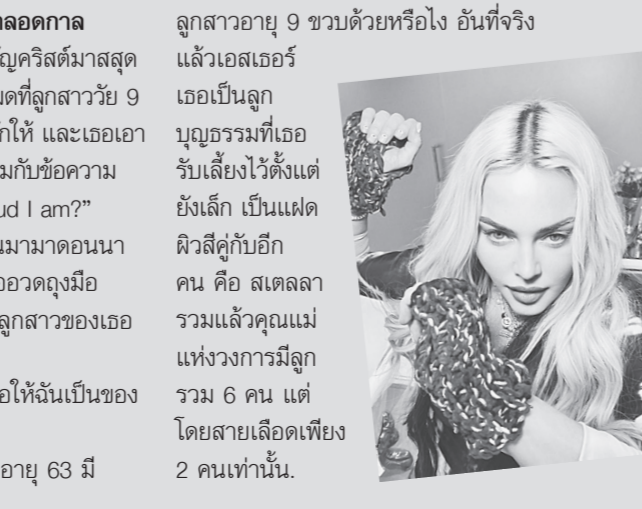 ตลอดกาล
ัญคริสต์มาสสุด
มดที่ลูกสาววัย 9
ักให้ และเธอเอา
มกับข้อความ
ud I am?”
นมามาดอนนา
ออวดถุงมือ
ลูกสาวของเธอ
อให้ฉันเป็นของ
อายุ 63 มี
ลูกสาวอายุ 9 ขวบด้วยหรือไง อันที่จริง
แล้วเอสเธอร์
เธอเป็นลูก
บุญธรรมที่เธอ
รับเลี้ยงไว้ตั้งแต่
ยังเล็ก เป็นแฝด
ผิวสีคู่กับอีก
คน คือ สเตลลา
รวมแล้วคุณแม่
แห่งวงการมีลูก
รวม 6 คน แต่
โดยสายเลือดเพียง
2 คนเท่านั้น.